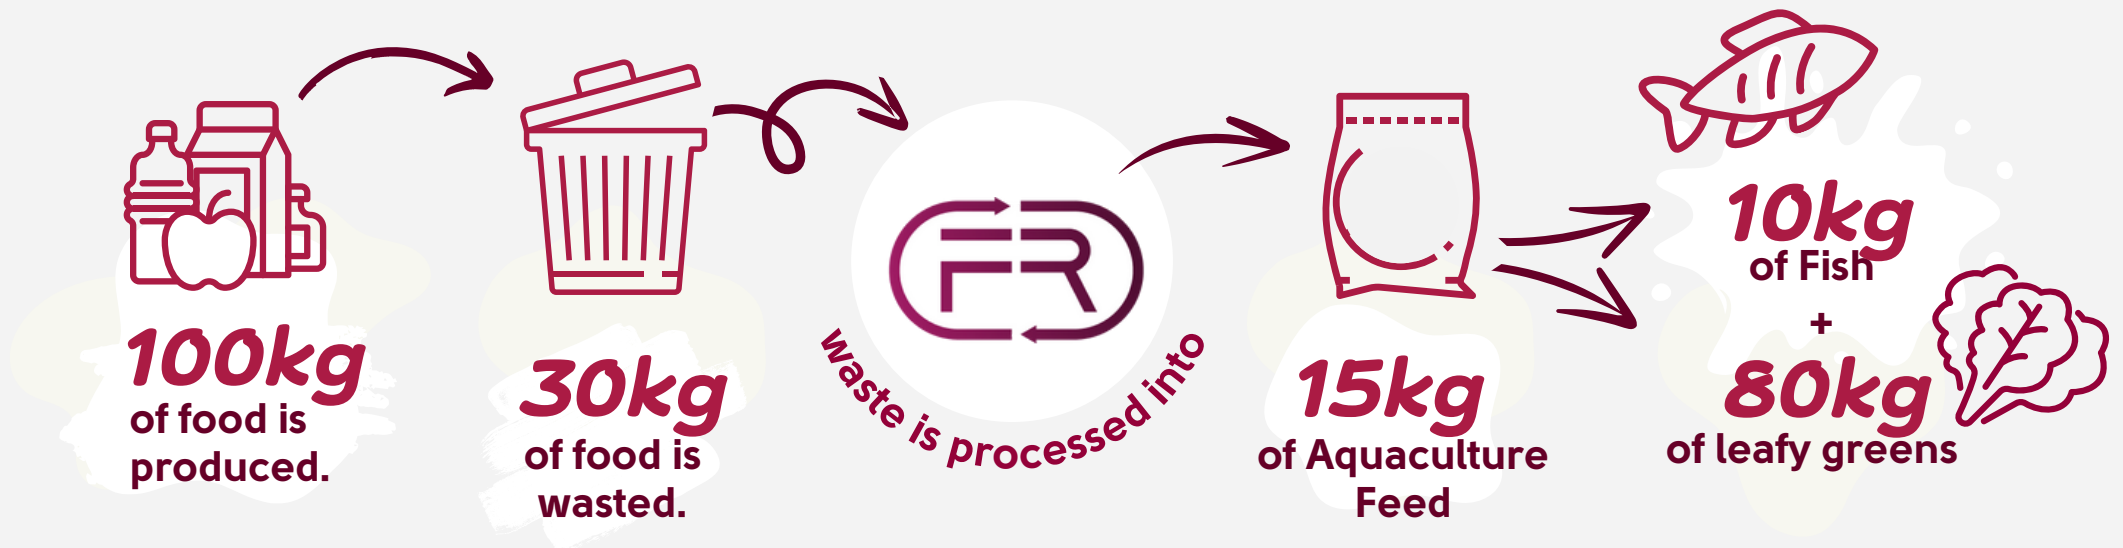 100kg
of food is
produced.
30kg
of food is
wasted.
FR
waste is processed into
15kg
of Aquaculture
Feed
10kg
of Fish
+
80kg
of leafy greens